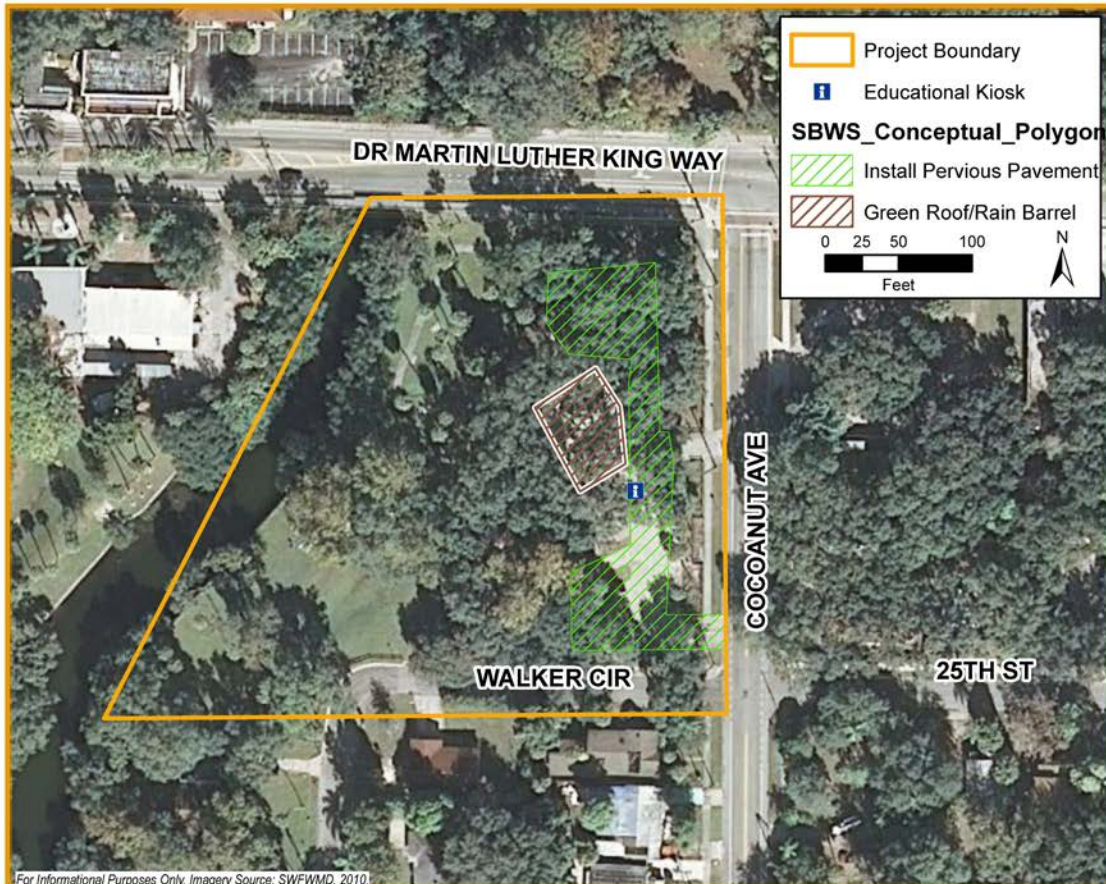 Project Boundary
i
Educational Kiosk
SBWS_Conceptual_Polygon
Install Pervious Pavement
Green Roof/Rain Barrel
0 25 50 100
Feet
N
DR MARTIN LUTHER KING WAY
COCOANUT AVE
i
WALKER CIR
25TH ST
For Informational Purposes Only. Imagery Source: SWFWMD, 2010.